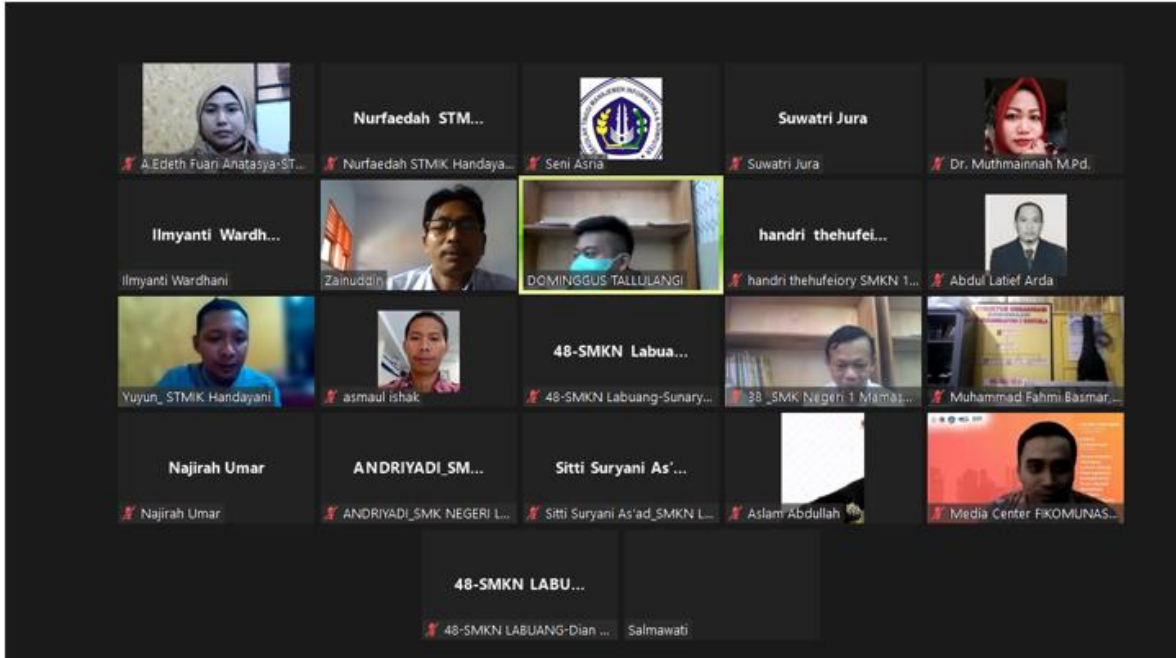 A.Edeth Fuari Anatasya-ST...
Nurfaedah STM...
Nurfaedah STMIK Handaya...
Seni Asria
Suwatri Jura
Suwatri Jura
Dr. Muthmainnah M.Pd.
Ilmyanti Wardh...
Ilmyanti Wardhani
Zainuddin
DOMINGGUS TALLULANGI
handri thehufei...
handri thehufeiory SMKN 1...
Abdul Latief Arda
Yuyun_ STMIK Handayani
asmaul ishak
48-SMKN Labua...
48-SMKN Labuang-Sunary...
38 _SMK Negeri 1 Mamas...
Muhammad Fahmi Basmar,...
Najirah Umar
Najirah Umar
ANDRIYADI_SM...
ANDRIYADI_SMK NEGERI L...
Sitti Suryani As'...
Sitti Suryani As'ad_SMKN L...
Aslam Abdullah
Media Center FIKOMUNAS...
48-SMKN LABU...
48-SMKN LABUANG-Dian ...
Salmawati